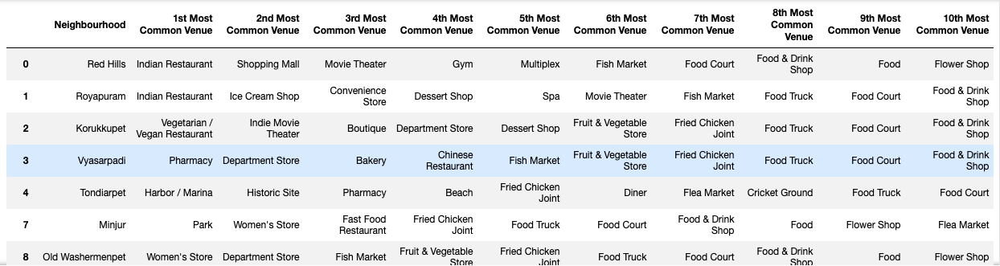 Neighbourhood 1st Most Common Venue 2nd Most Common Venue 3rd Most Common Venue 4th Most Common Venue 5th Most Common Venue 6th Most Common Venue 7th Most Common Venue 8th Most Common Venue 9th Most Common Venue 10th Most Common Venue
0 Red Hills Indian Restaurant Shopping Mall Movie Theater Gym Multiplex Fish Market Food Court Food & Drink Shop Food Flower Shop
1 Royapuram Indian Restaurant Ice Cream Shop Convenience Store Dessert Shop Spa Movie Theater Fish Market Food Truck Food Court Food & Drink Shop
2 Korukkupet Vegetarian / Vegan Restaurant Indie Movie Theater Boutique Department Store Dessert Shop Fruit & Vegetable Store Fried Chicken Joint Food Truck Food Court Food & Drink Shop
3 Vyasarpadi Pharmacy Department Store Bakery Chinese Restaurant Fish Market Fruit & Vegetable Store Fried Chicken Joint Food Truck Food Court Food & Drink Shop
4 Tondiarpet Harbor / Marina Historic Site Pharmacy Beach Fried Chicken Joint Diner Flea Market Cricket Ground Food Truck Food Court
7 Minjur Park Women's Store Fast Food Restaurant Fried Chicken Joint Food Truck Food Court Food & Drink Shop Food Flower Shop Flea Market
8 Old Washermenpet Women's Store Department Store Fish Market Fruit & Vegetable Store Fried Chicken Joint Food Truck Food Court Food & Drink Shop Food Flower Shop